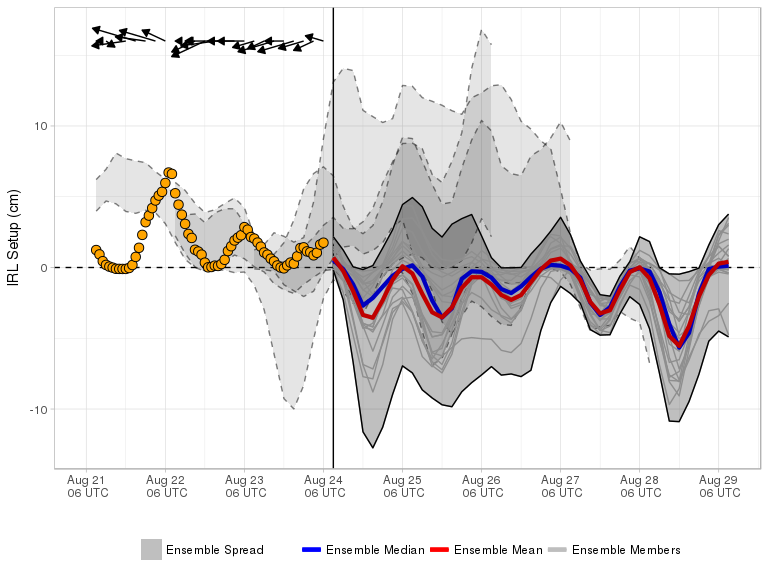 IRL Setup (cm)
10
0
-10
Aug 21 Aug 22 Aug 23 Aug 24 Aug 25 Aug 26 Aug 27 Aug 28 Aug 29
06 UTC 06 UTC 06 UTC 06 UTC 06 UTC 06 UTC 06 UTC 06 UTC 06 UTC
Ensemble Spread Ensemble Median Ensemble Mean Ensemble Members